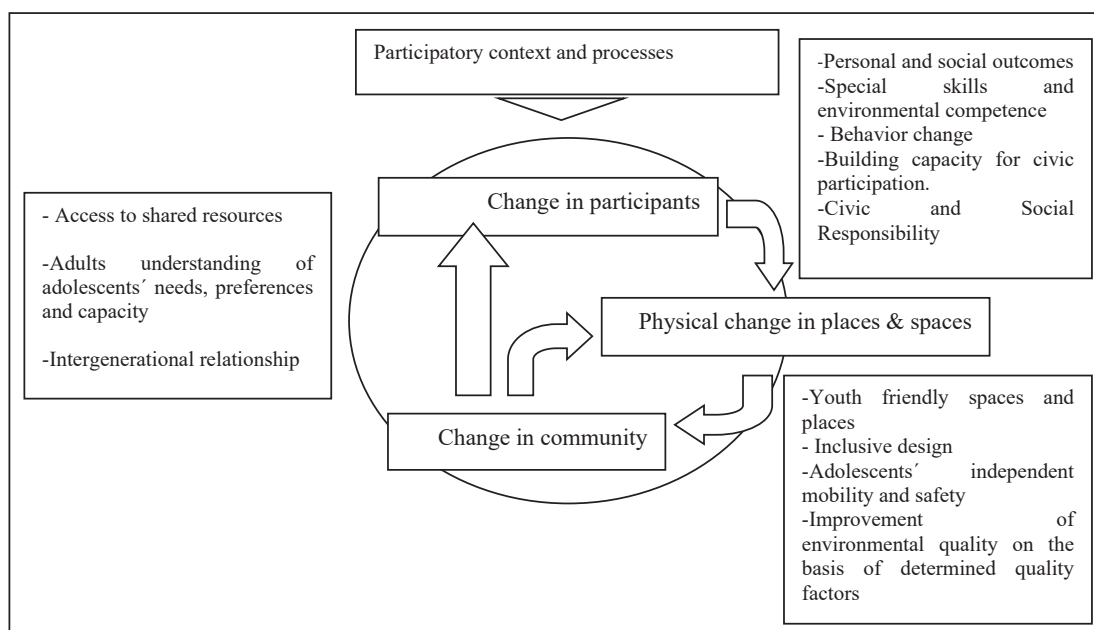 Participatory context and processes
-Personal and social outcomes
-Special skills and
environmental competence
- Behavior change
-Building capacity for civic
participation.
-Civic and Social
Responsibility
Change in participants
- Access to shared resources
-Adults understanding of
adolescents´ needs, preferences
and capacity
-Intergenerational relationship
Physical change in places & spaces
Change in community
-Youth friendly spaces and
places
- Inclusive design
-Adolescents´ independent
mobility and safety
-Improvement of
environmental quality on the
basis of determined quality
factors